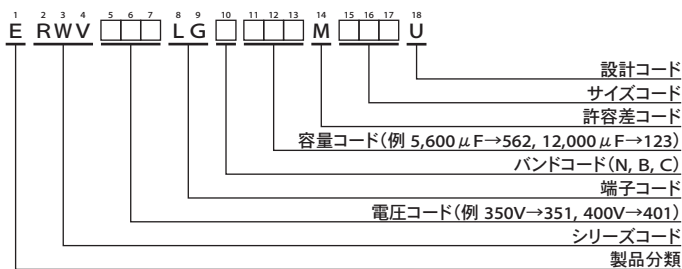 1 2 3 4 5 6 7 8 9 10 11 12 13 14 15 16 17 18
E RWV LG M U
設計コード
サイズコード
許容差コード
容量コード(例 5,600μF→562, 12,000μF→123)
バンドコード(N, B, C)
端子コード
電圧コード(例 350V→351, 400V→401)
シリーズコード
製品分類